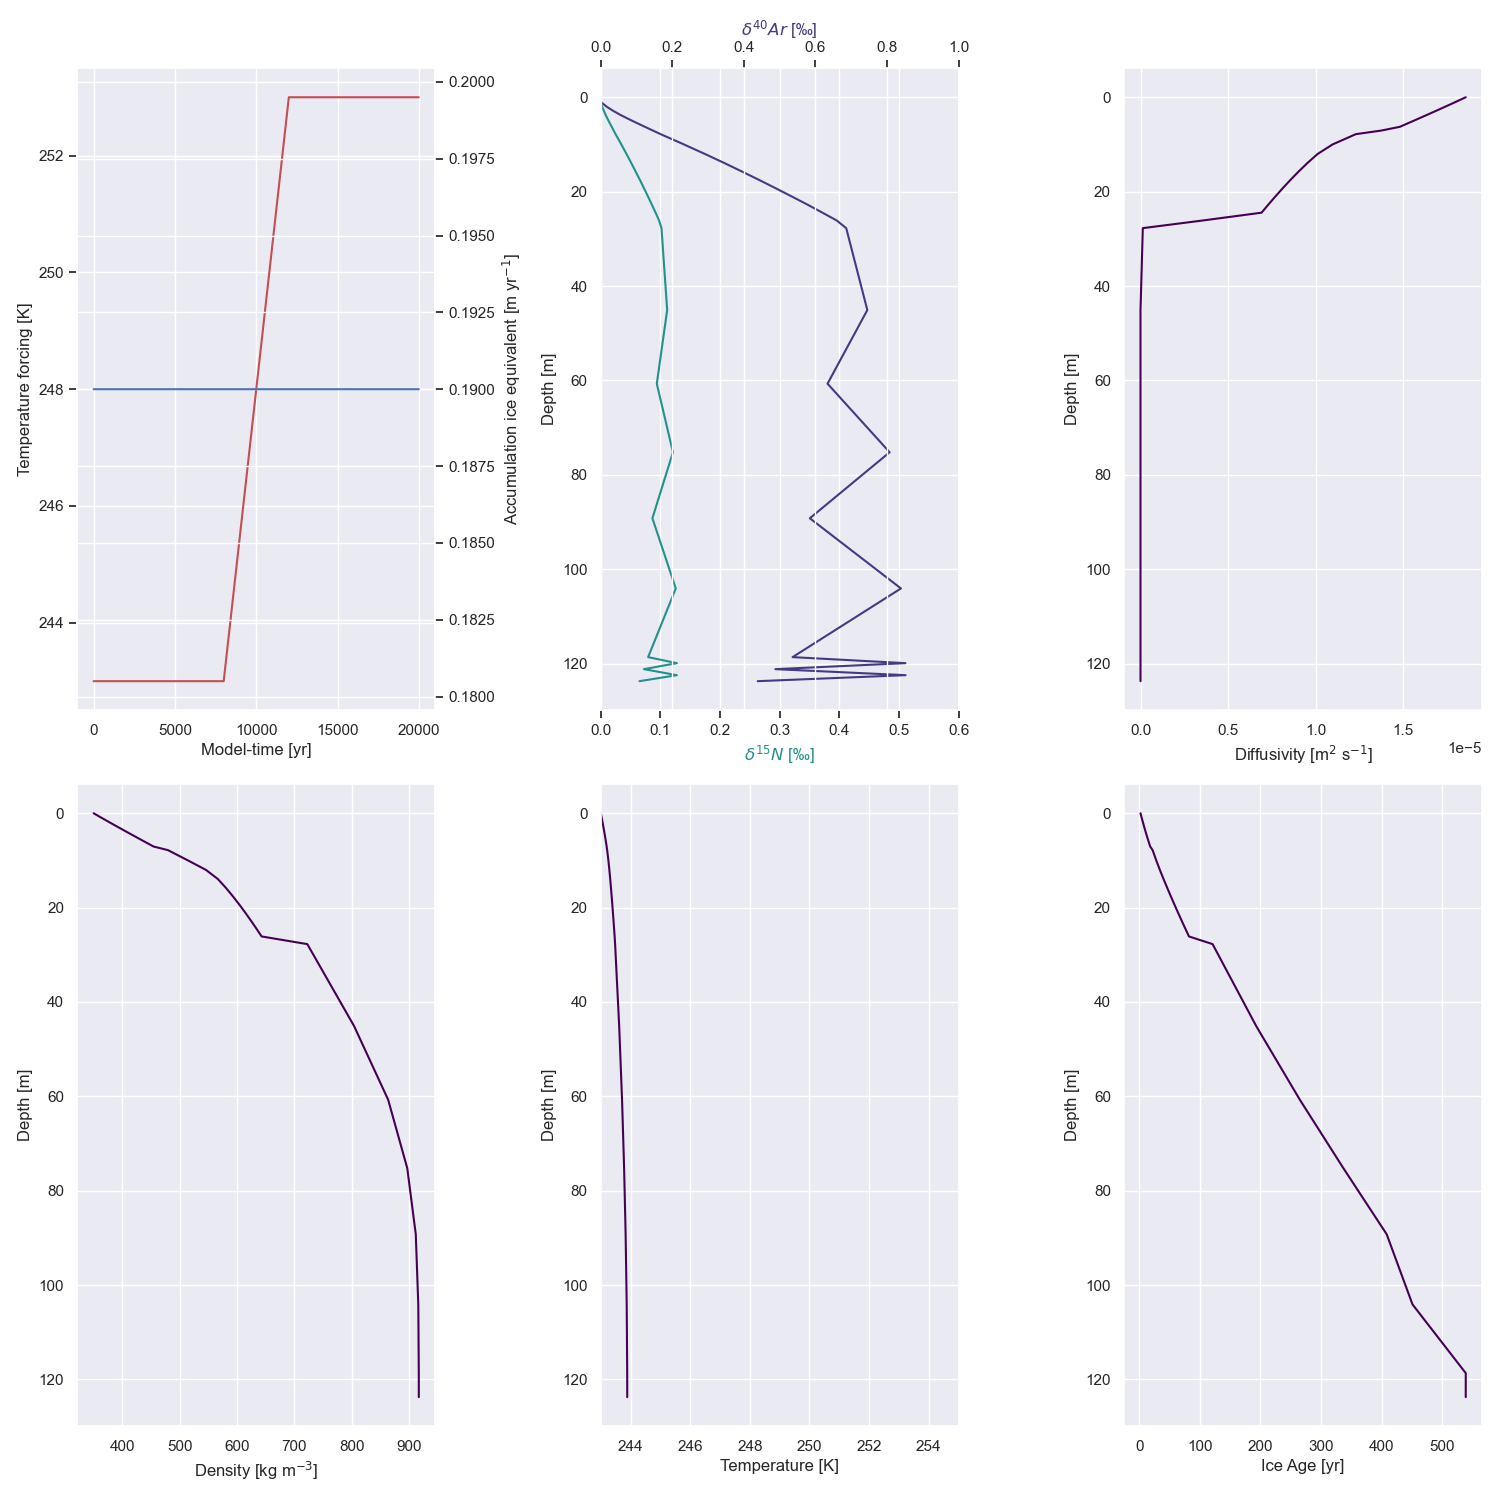 δ⁴⁰Ar [‰]
0.0 0.2 0.4 0.6 0.8 1.0
252
250
248
246
244
Temperature forcing [K]
0.2000
0.1975
0.1950
0.1925
0.1900
0.1875
0.1850
0.1825
0.1800
Accumulation ice equivalent [m yr⁻¹]
0 5000 10000 15000 20000
Model-time [yr]
0
20
40
60
80
100
120
Depth [m]
0.0 0.1 0.2 0.3 0.4 0.5 0.6
δ¹⁵N [‰]
0
20
40
60
80
100
120
Depth [m]
0.0 0.5 1.0 1.5
1e−5
Diffusivity [m² s⁻¹]
0
20
40
60
80
100
120
Depth [m]
400 500 600 700 800 900
Density [kg m⁻³]
0
20
40
60
80
100
120
Depth [m]
244 246 248 250 252 254
Temperature [K]
0
20
40
60
80
100
120
Depth [m]
0 100 200 300 400 500
Ice Age [yr]